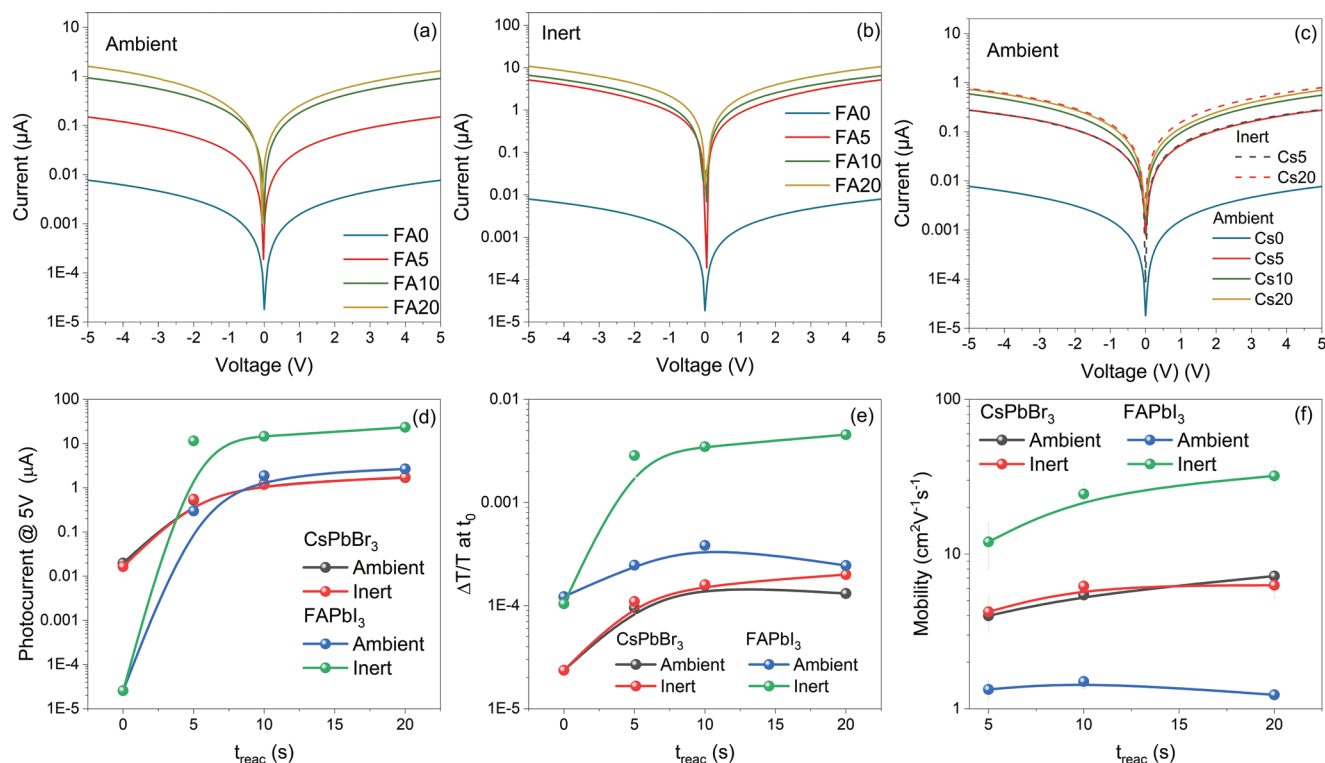 (a)
Ambient
10
1
0.1
0.01
0.001
1E-4
1E-5
Current (μA)
FA0
FA5
FA10
FA20
-5 -4 -3 -2 -1 0 1 2 3 4 5
Voltage (V)
(b)
Inert
100
10
1
0.1
0.01
0.001
1E-4
1E-5
Current (μA)
FA0
FA5
FA10
FA20
-5 -4 -3 -2 -1 0 1 2 3 4 5
Voltage (V)
(c)
Ambient
10
1
0.1
0.01
0.001
1E-4
1E-5
Current (μA)
Inert
Cs5
Cs20
Ambient
Cs0
Cs5
Cs10
Cs20
-5 -4 -3 -2 -1 0 1 2 3 4 5
Voltage (V) (V)
(d)
100
10
1
0.1
0.01
0.001
1E-4
1E-5
Photocurrent @ 5V (μA)
CsPbBr₃
Ambient
Inert
FAPbI₃
Ambient
Inert
0 5 10 15 20
t_reac (s)
(e)
0.01
0.001
1E-4
1E-5
ΔT/T at t₀
CsPbBr₃ FAPbI₃
Ambient Ambient
Inert Inert
0 5 10 15 20
t_reac (s)
(f)
100
10
1
Mobility (cm²V⁻¹s⁻¹)
CsPbBr₃ FAPbI₃
Ambient Ambient
Inert Inert
5 10 15 20
t_reac (s)